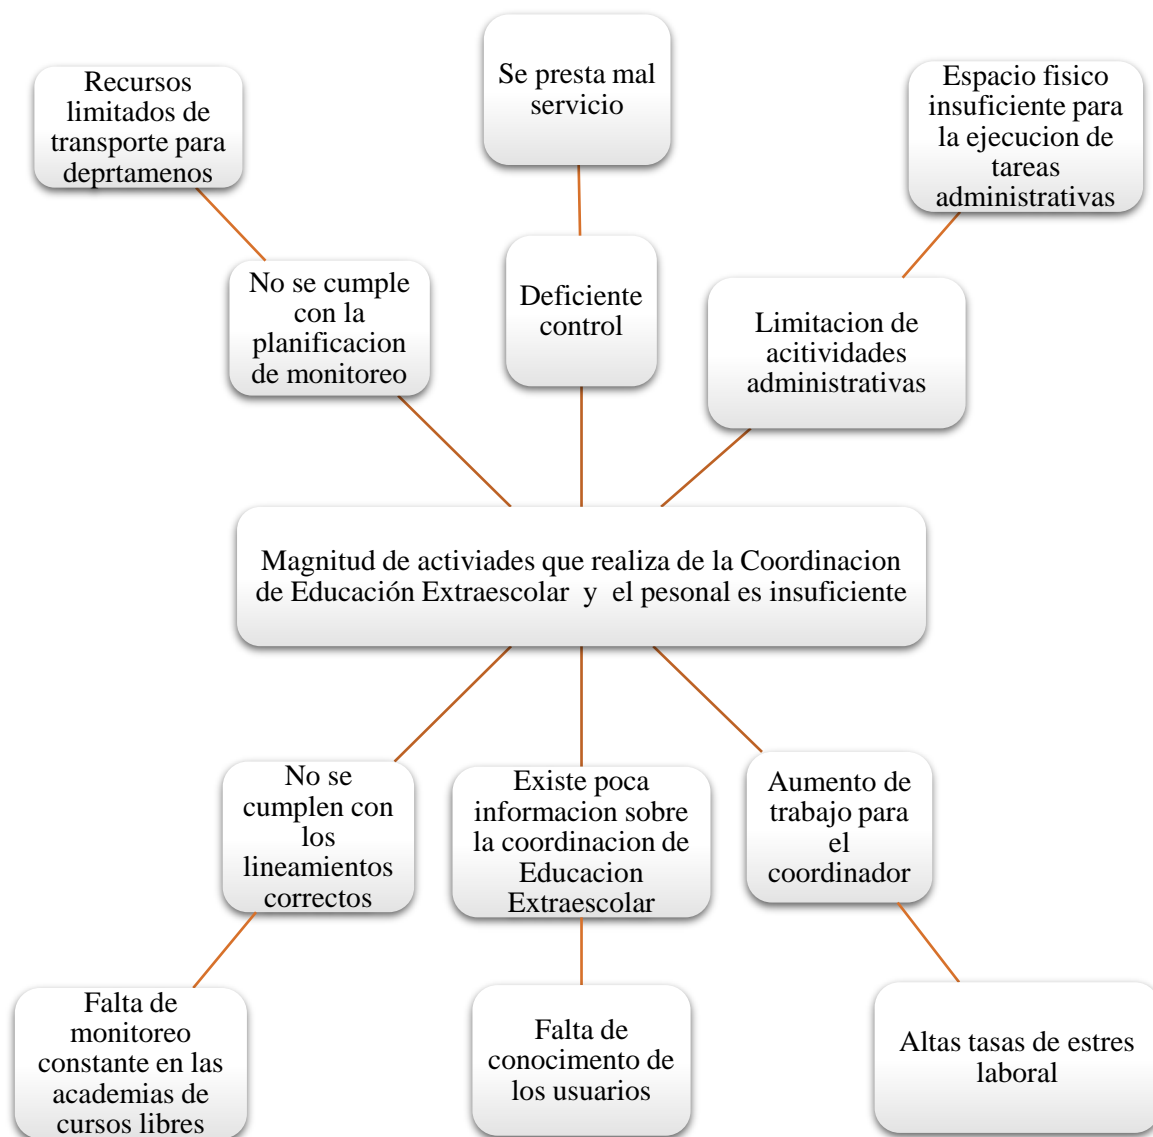 Se presta mal
servicio
Recursos
limitados de
transporte para
deprtamenos
Espacio fisico
insuficiente para
la ejecucion de
tareas
administrativas
No se cumple
con la
planificacion
de monitoreo
Deficiente
control
Limitacion de
acitividades
administrativas
Magnitud de activiades que realiza de la Coordinacion
de Educación Extraescolar y el pesonal es insuficiente
No se
cumplen con
los
lineamientos
correctos
Existe poca
informacion sobre
la coordinacion de
Educacion
Extraescolar
Aumento de
trabajo para
el
coordinador
Falta de
monitoreo
constante en las
academias de
cursos libres
Falta de
conocimento de
los usuarios
Altas tasas de estres
laboral